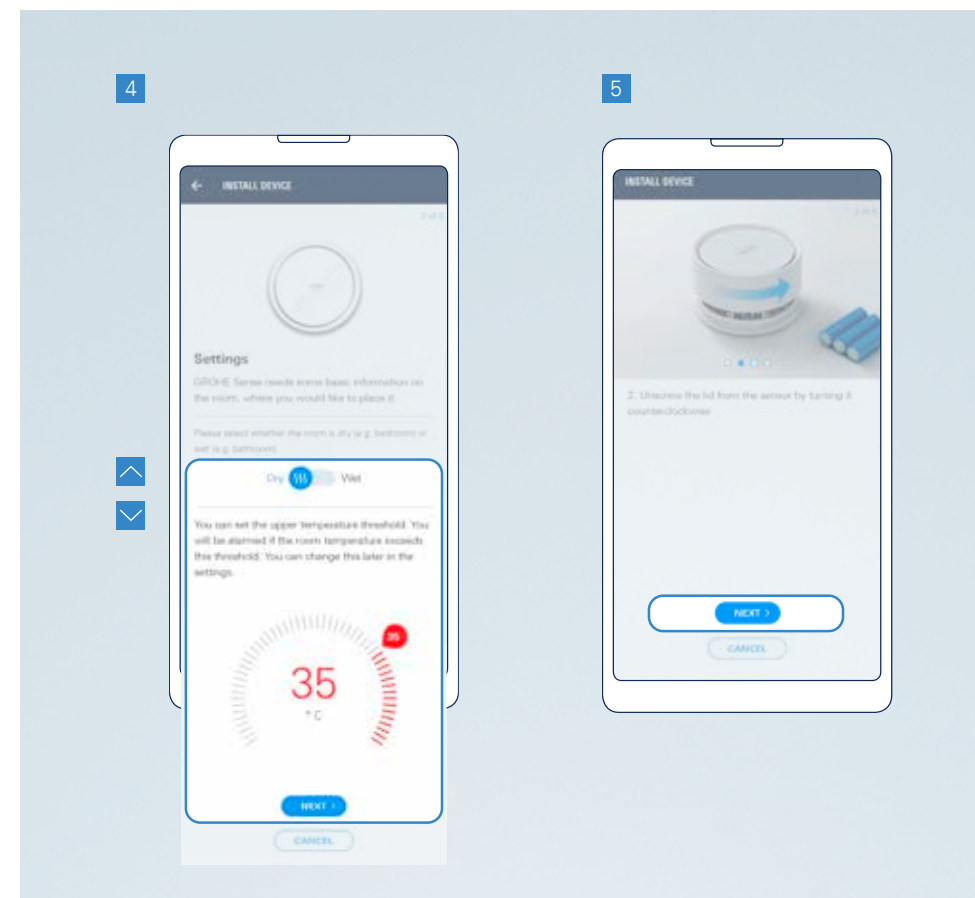 4
INSTALL DEVICE
Settings
GROHE Sense needs some basic information on
the room, where you would like to place it
Please select whether the room is dry (e.g. bedroom) or
wet (e.g. bathroom)
Dry
Wet
You can set the upper temperature threshold. You
will be alarmed if the room temperature exceeds
this threshold. You can change this later in the
settings.
35
35
° C
NEXT >
CANCEL
5
INSTALL DEVICE
2. Unscrew the lid from the sensor by turning it
counterclockwise
NEXT >
CANCEL